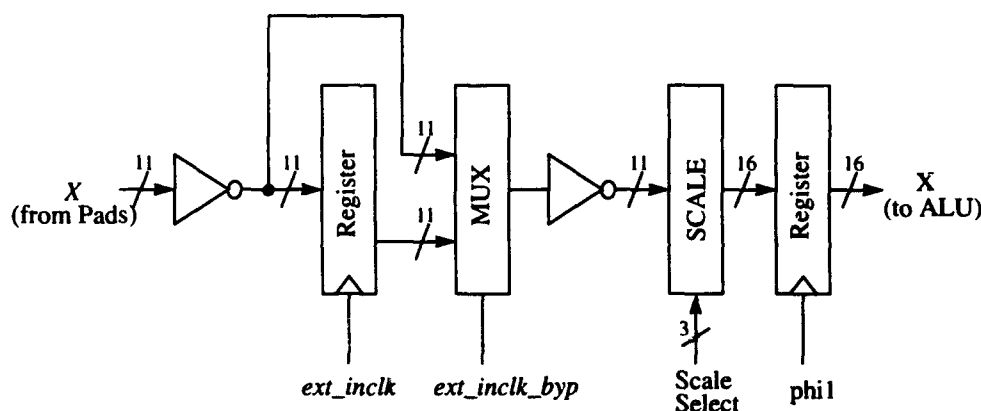 11
11
11
11
11
16
16
X
(from Pads)
Register
MUX
SCALE
Register
X
(to ALU)
3
ext_inclk
ext_inclk_byp
Scale
Select
phi1